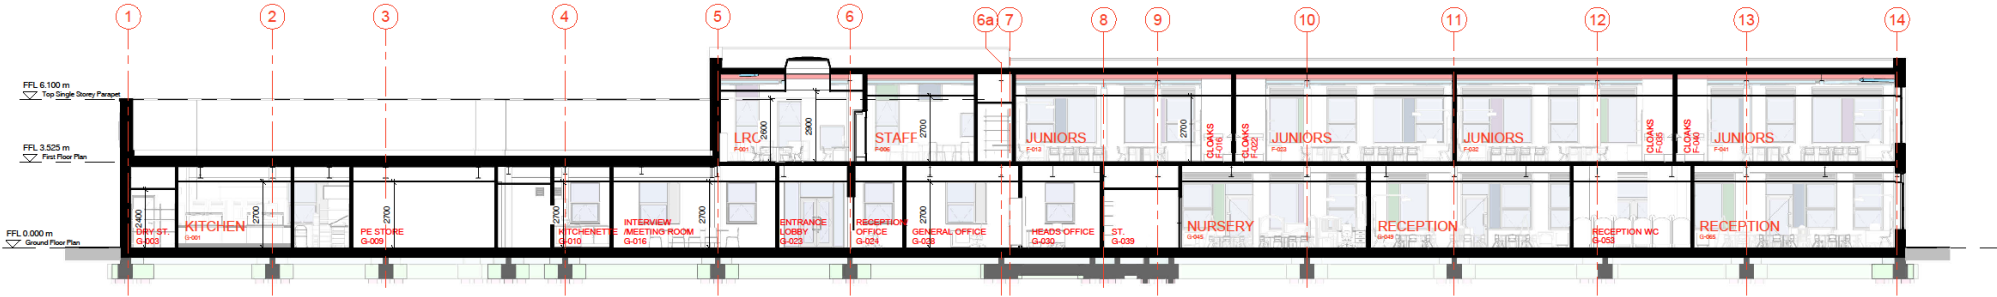 1 2 3 4 5 6 6a 7 8 9 10 11 12 13 14
FFL 6.100 m
Top Single Storey Parapet
FFL 3.525 m
First Floor Plan
FFL 0.000 m
Ground Floor Plan
LRC
F-001
2600
2900
STAFF
F-006
2700
JUNIORS
F-013
2700
CLOAKS
F-016
CLOAKS
F-022
JUNIORS
F-023
JUNIORS
F-032
CLOAKS
F-035
CLOAKS
F-040
JUNIORS
F-041
2400
DRY ST.
G-003
KITCHEN
G-001
2700
PE STORE
G-009
2700
2700
KITCHENETTE
G-010
INTERVIEW
/MEETING ROOM
G-016
2700
ENTRANCE
LOBBY
G-023
RECEPTION/
OFFICE
G-024
GENERAL OFFICE
G-028
2700
HEADS OFFICE
G-030
ST.
G-039
NURSERY
G-045
RECEPTION
G-049
RECEPTION WC
G-053
RECEPTION